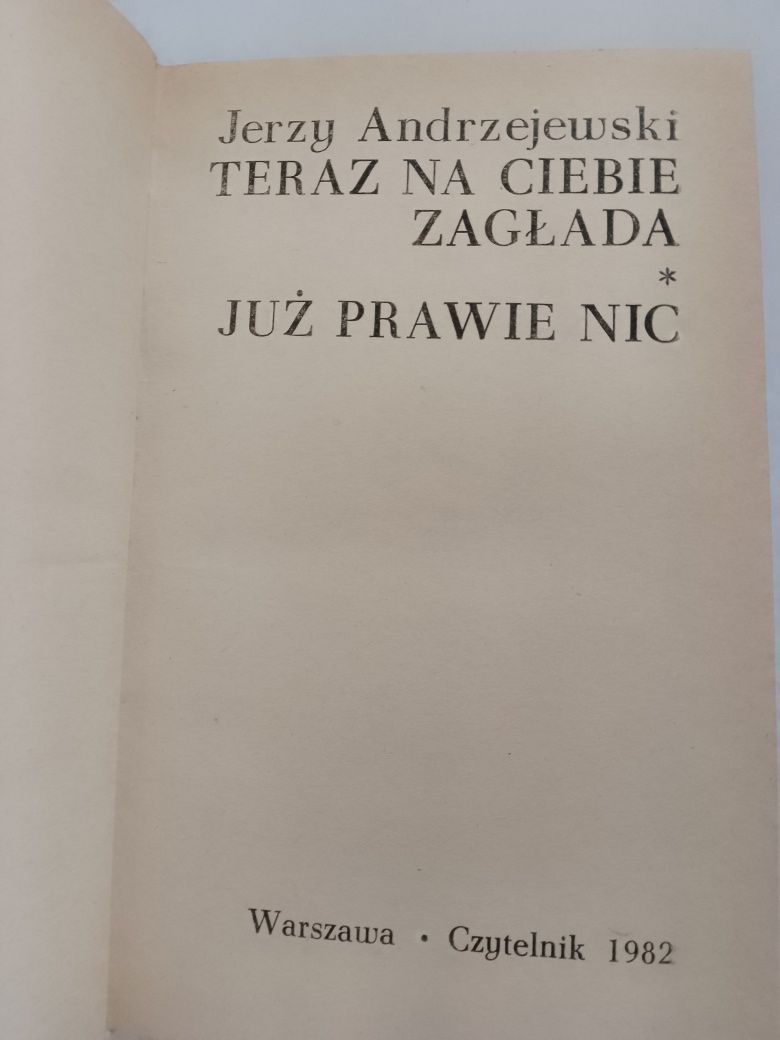 Jerzy Andrzejewski
TERAZ NA CIEBIE
ZAGŁADA
*
JUŻ PRAWIE NIC
Warszawa • Czytelnik 1982